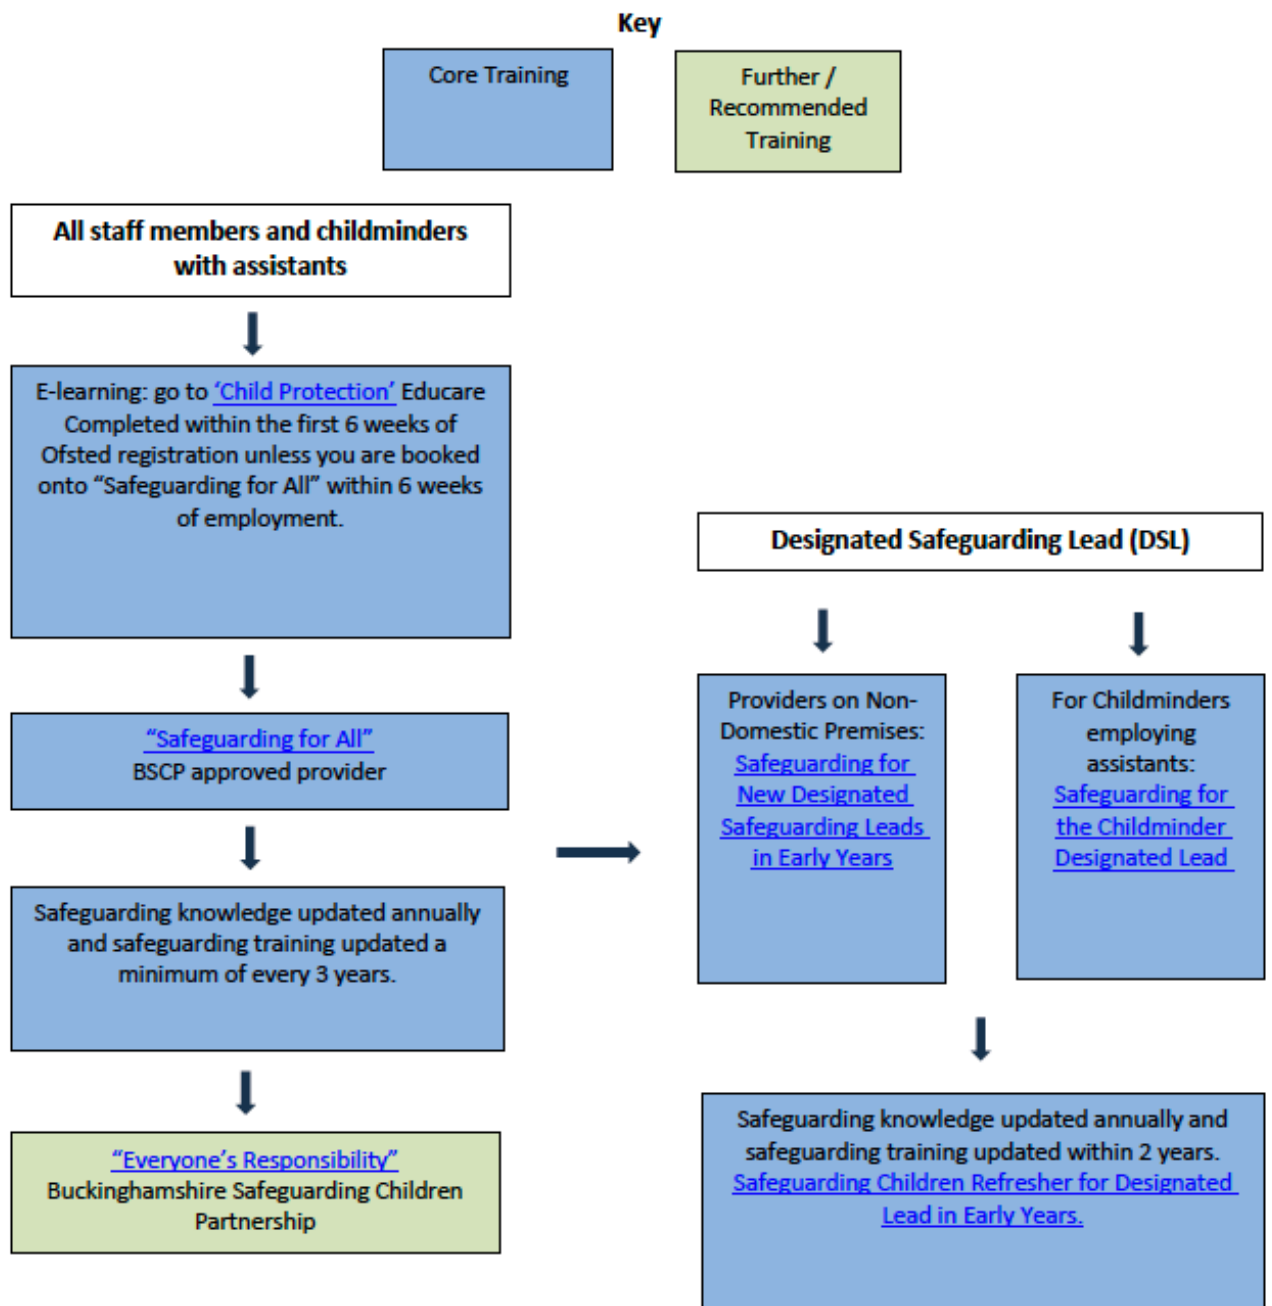 Key
Core Training
Further /
Recommended
Training
All staff members and childminders
with assistants
E-learning: go to ‘Child Protection’ Educare
Completed within the first 6 weeks of
Ofsted registration unless you are booked
onto “Safeguarding for All” within 6 weeks
of employment.
“Safeguarding for All”
BSCP approved provider
Safeguarding knowledge updated annually
and safeguarding training updated a
minimum of every 3 years.
“Everyone’s Responsibility”
Buckinghamshire Safeguarding Children
Partnership
Designated Safeguarding Lead (DSL)
Providers on Non-
Domestic Premises:
Safeguarding for
New Designated
Safeguarding Leads
in Early Years
For Childminders
employing
assistants:
Safeguarding for
the Childminder
Designated Lead
Safeguarding knowledge updated annually and
safeguarding training updated within 2 years.
Safeguarding Children Refresher for Designated
Lead in Early Years.